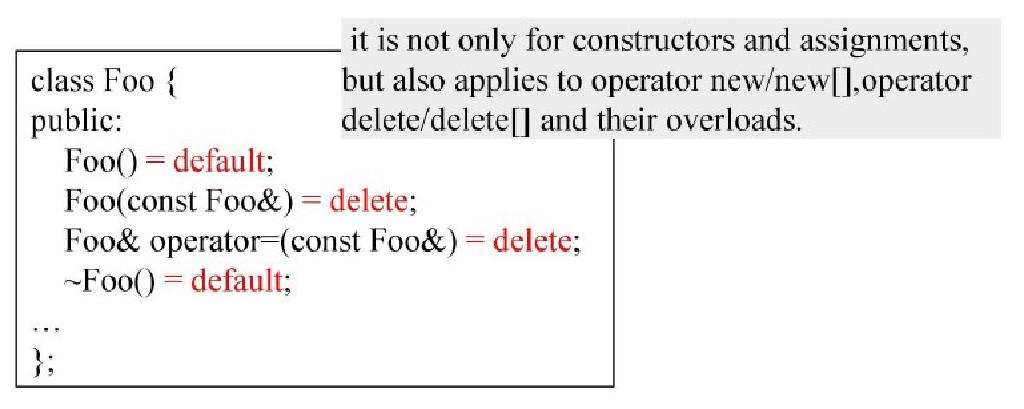 it is not only for constructors and assignments,
but also applies to operator new/new[],operator
delete/delete[] and their overloads.
class Foo {
public:
Foo() = default;
Foo(const Foo&) = delete;
Foo& operator=(const Foo&) = delete;
~Foo() = default;
...
};